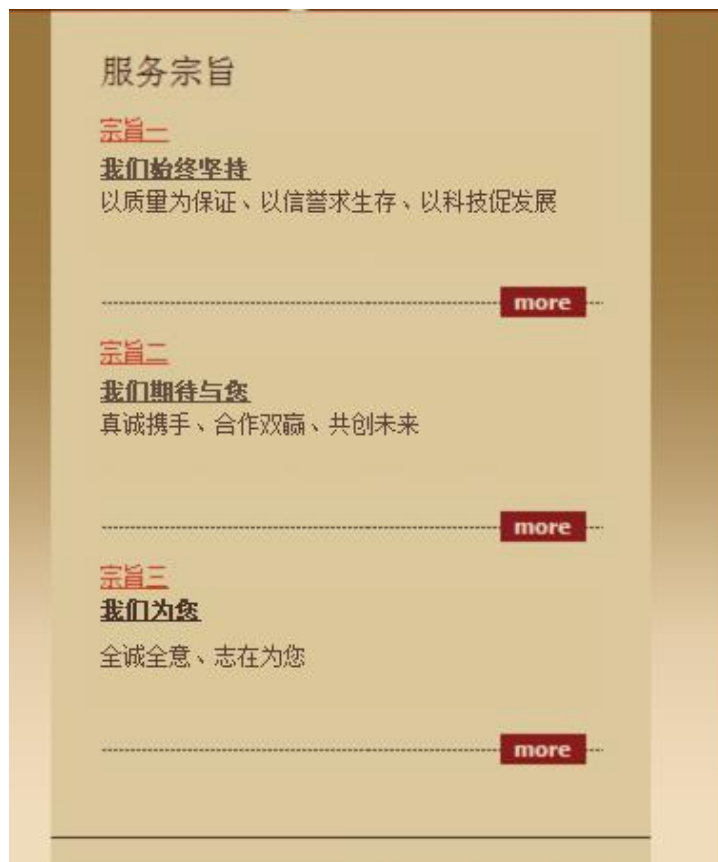 服务宗旨
宗旨一
我们始终坚持
以质量为保证、以信誉求生存、以科技促发展
more
宗旨二
我们期待与您
真诚携手、合作双赢、共创未来
more
宗旨三
我们为您
全诚全意、志在为您
more